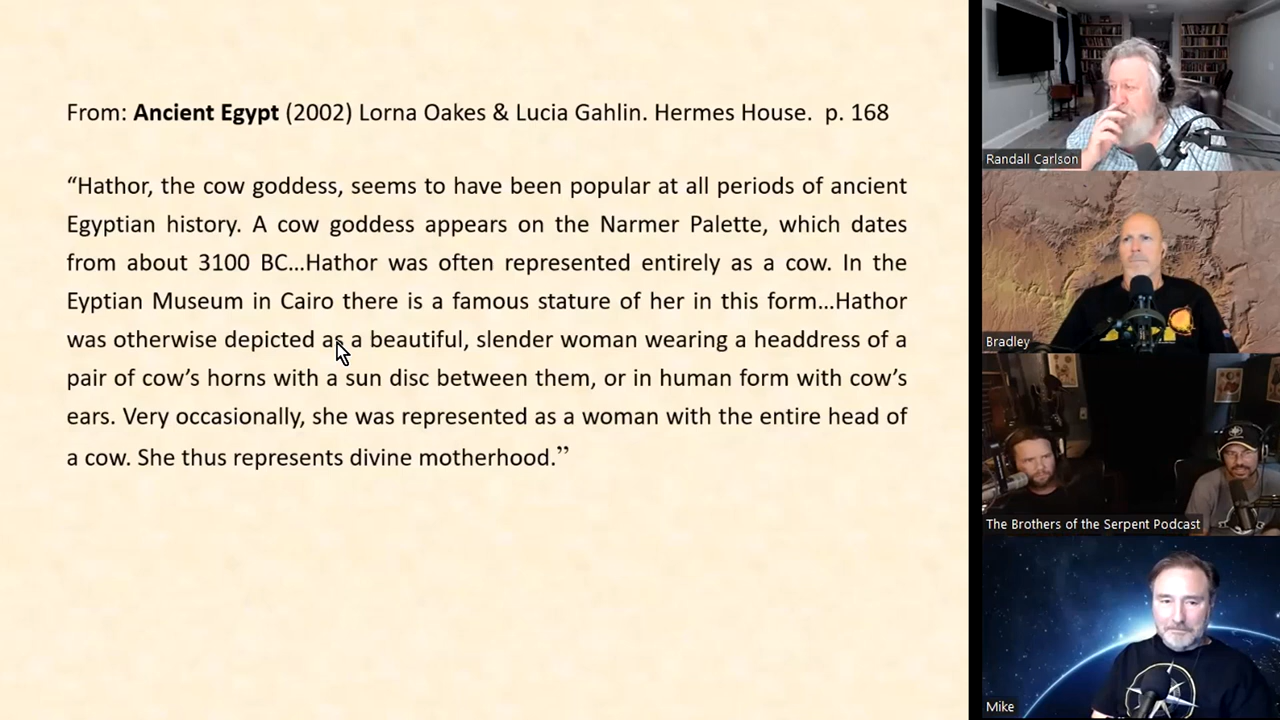 From: Ancient Egypt (2002) Lorna Oakes & Lucia Gahlin. Hermes House.  p. 168
“Hathor, the cow goddess, seems to have been popular at all periods of ancient
Egyptian history. A cow goddess appears on the Narmer Palette, which dates
from about 3100 BC...Hathor was often represented entirely as a cow. In the
Eyptian Museum in Cairo there is a famous stature of her in this form...Hathor
was otherwise depicted as a beautiful, slender woman wearing a headdress of a
pair of cow’s horns with a sun disc between them, or in human form with cow’s
ears. Very occasionally, she was represented as a woman with the entire head of
a cow. She thus represents divine motherhood.”
Randall Carlson
Bradley
The Brothers of the Serpent Podcast
Mike